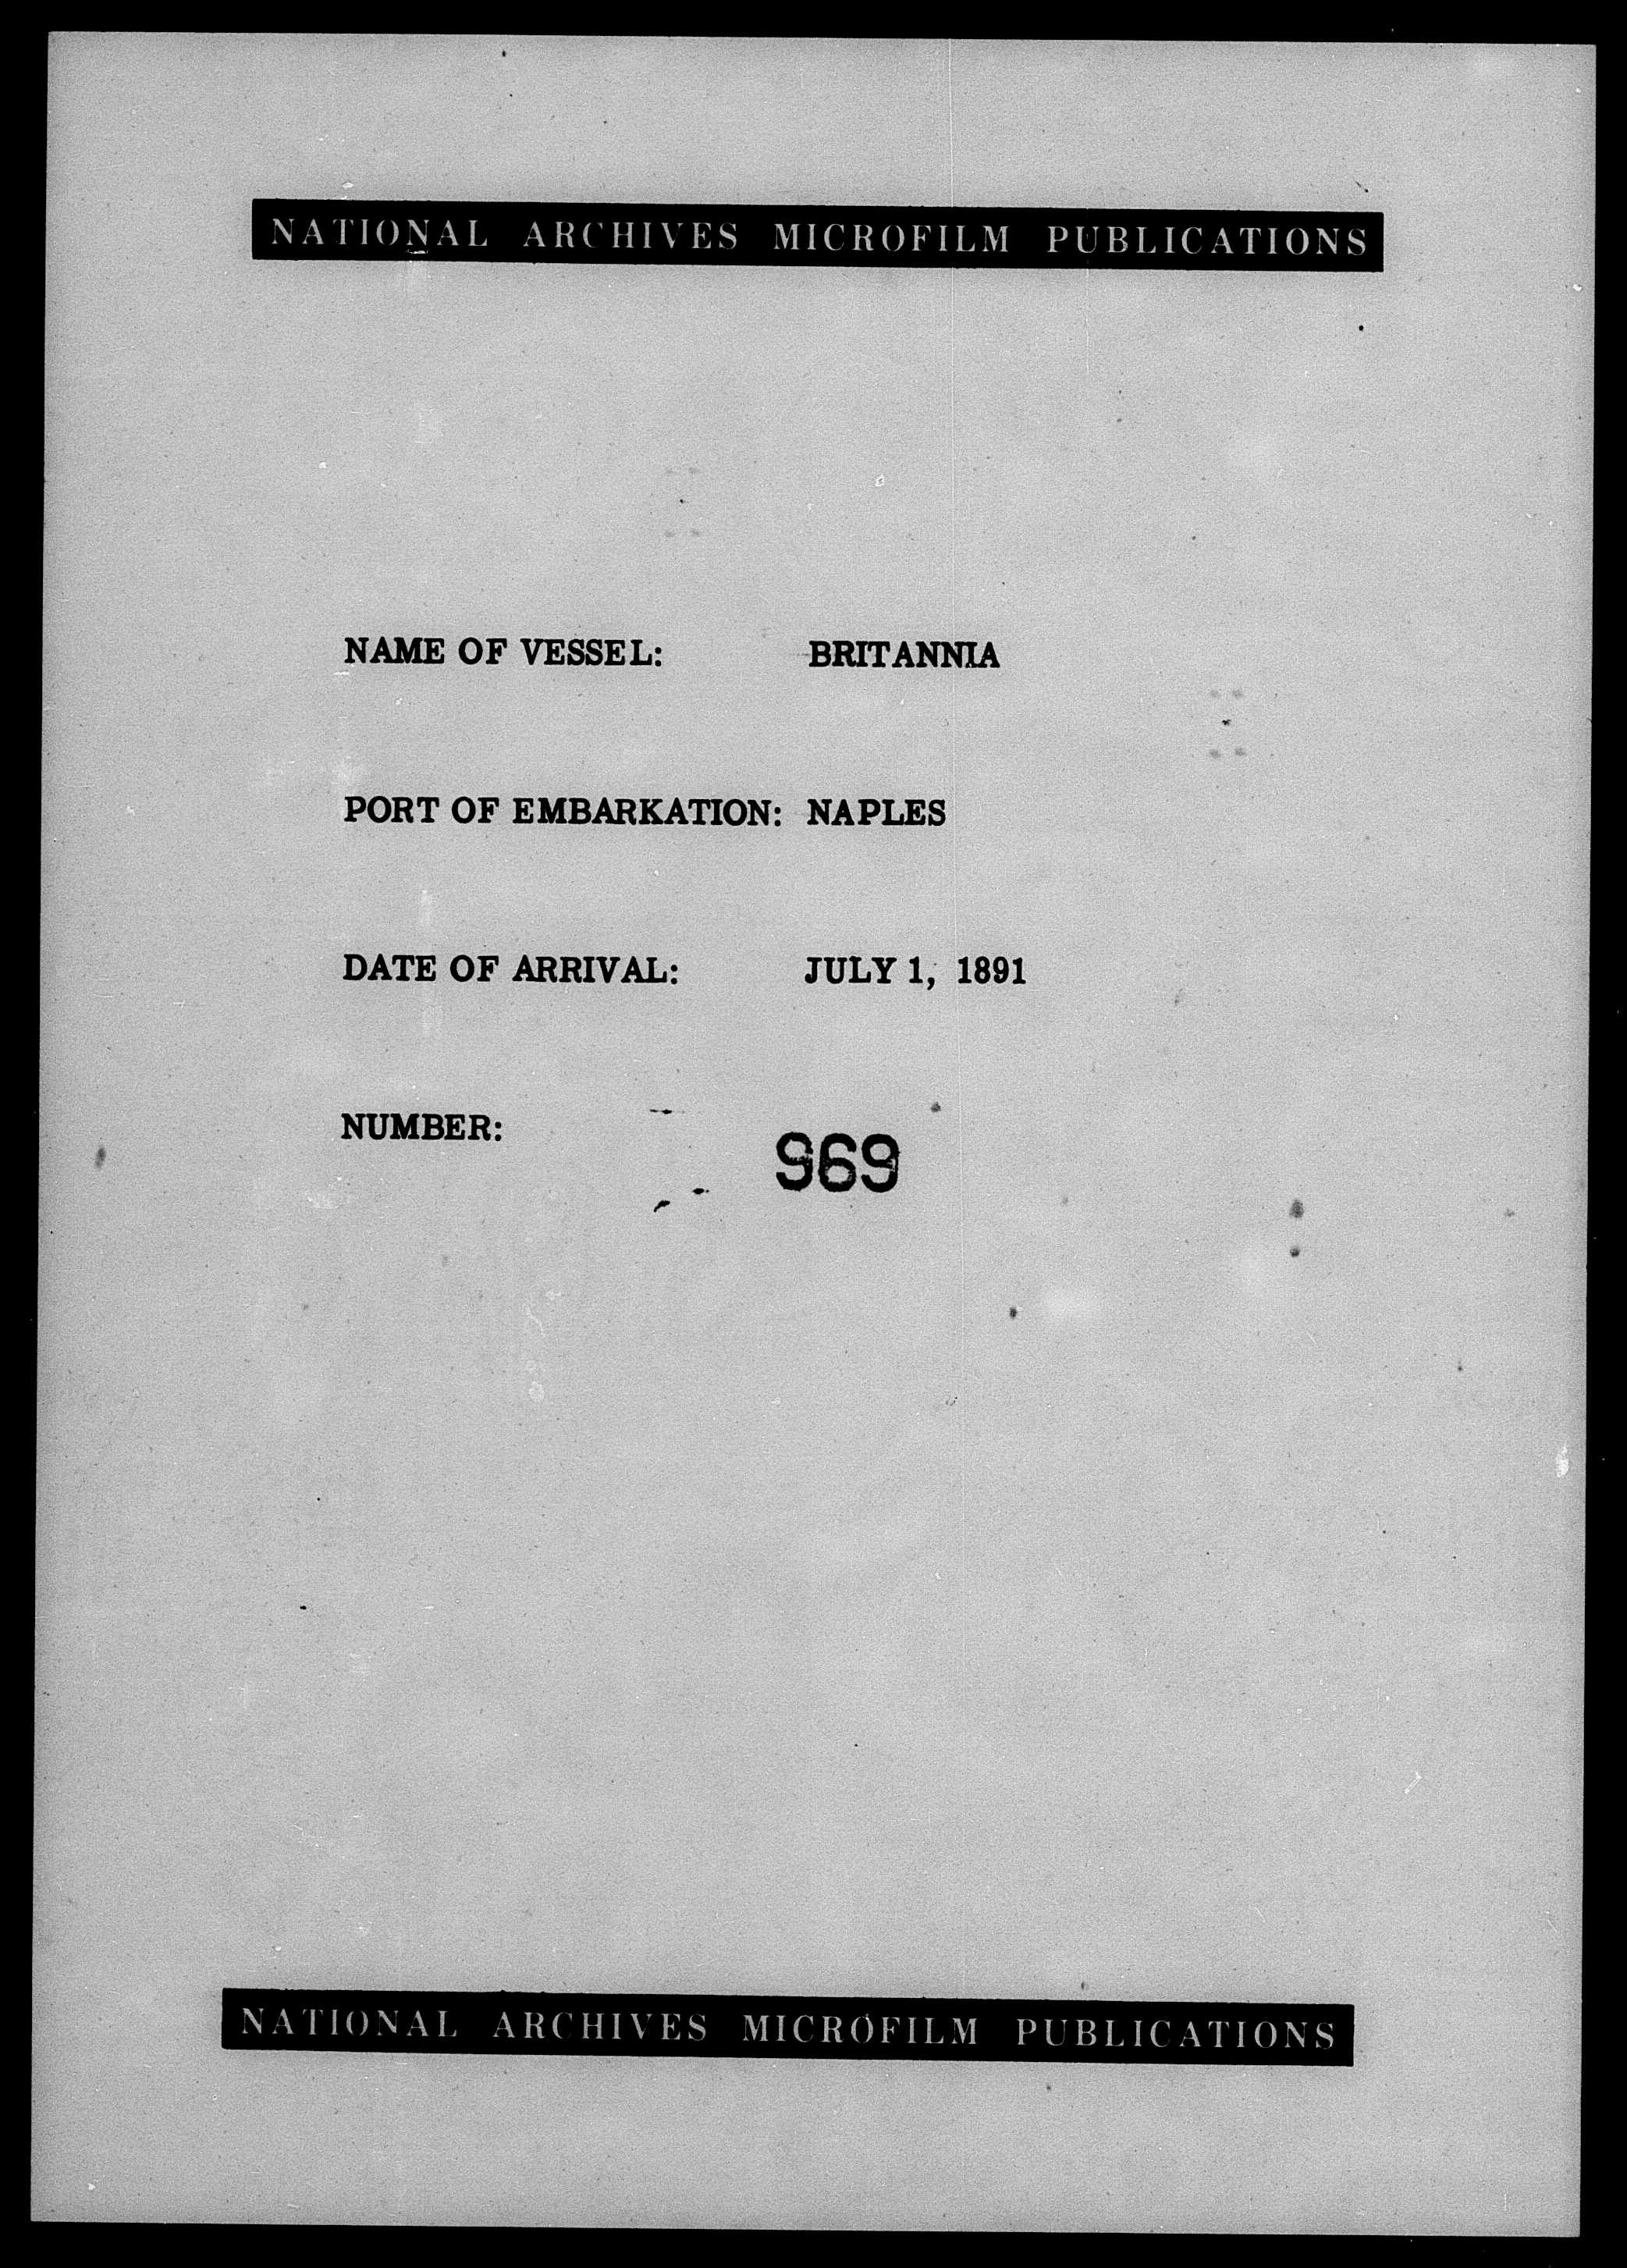 NATIONAL ARCHIVES MICROFILM PUBLICATIONS
NAME OF VESSEL: BRITANNIA
PORT OF EMBARKATION: NAPLES
DATE OF ARRIVAL: JULY 1, 1891
NUMBER: 969
NATIONAL ARCHIVES MICROFILM PUBLICATIONS